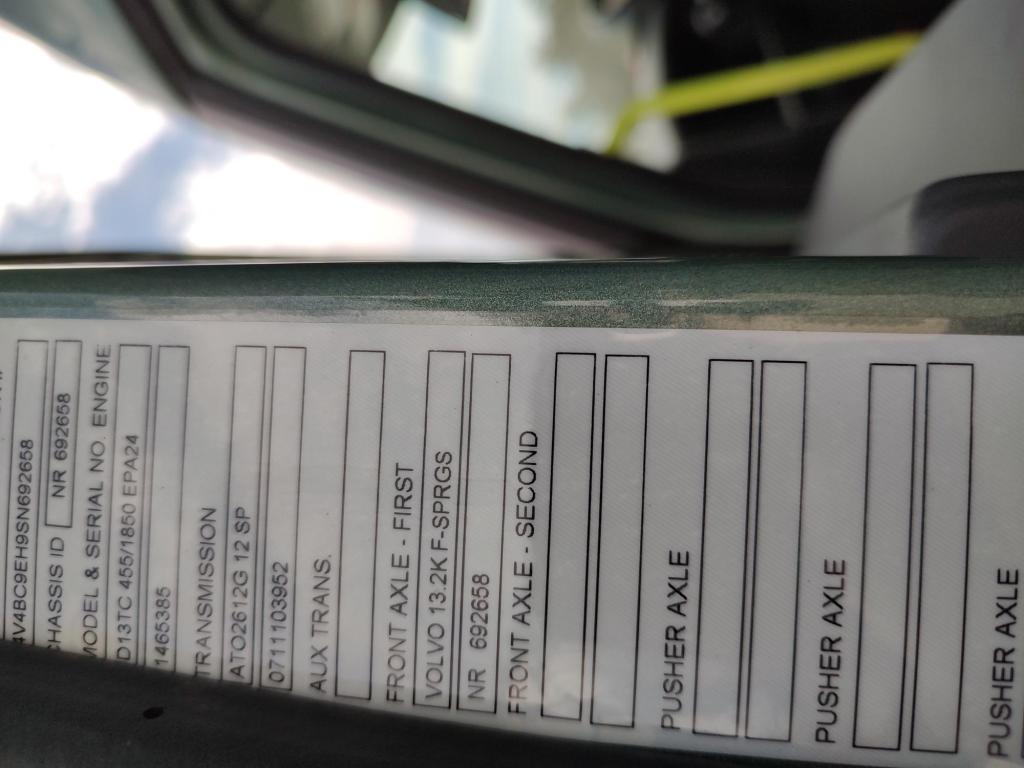 4V4BC9EH9SN692658
CHASSIS ID NR 692658
MODEL & SERIAL NO. ENGINE
D13TC 455/1850 EPA24
1465385
TRANSMISSION
ATO2612G 12 SP
0711103952
AUX TRANS.
FRONT AXLE - FIRST
VOLVO 13.2K F-SPRGS
NR 692658
FRONT AXLE - SECOND
PUSHER AXLE
PUSHER AXLE
PUSHER AXLE